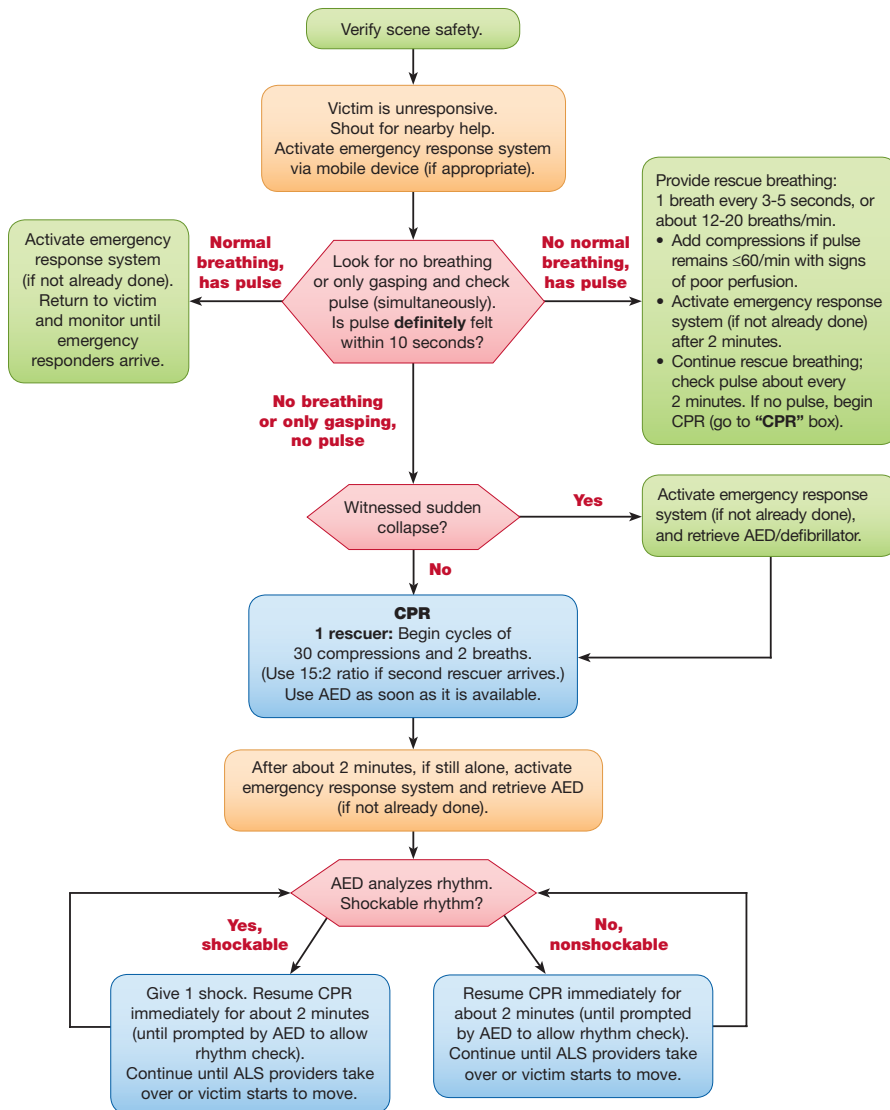 Verify scene safety.
Victim is unresponsive.
Shout for nearby help.
Activate emergency response system
via mobile device (if appropriate).
Activate emergency
response system
(if not already done).
Return to victim
and monitor until
emergency
responders arrive.
Normal
breathing,
has pulse
Look for no breathing
or only gasping and check
pulse (simultaneously).
Is pulse definitely felt
within 10 seconds?
No normal
breathing,
has pulse
Provide rescue breathing:
1 breath every 3-5 seconds, or
about 12-20 breaths/min.
• Add compressions if pulse
remains ≤60/min with signs
of poor perfusion.
• Activate emergency response
system (if not already done)
after 2 minutes.
• Continue rescue breathing;
check pulse about every
2 minutes. If no pulse, begin
CPR (go to “CPR” box).
No breathing
or only gasping,
no pulse
Witnessed sudden
collapse?
Yes
Activate emergency response
system (if not already done),
and retrieve AED/defibrillator.
No
CPR
1 rescuer: Begin cycles of
30 compressions and 2 breaths.
(Use 15:2 ratio if second rescuer arrives.)
Use AED as soon as it is available.
After about 2 minutes, if still alone, activate
emergency response system and retrieve AED
(if not already done).
AED analyzes rhythm.
Shockable rhythm?
Yes,
shockable
No,
nonshockable
Give 1 shock. Resume CPR
immediately for about 2 minutes
(until prompted by AED to allow
rhythm check).
Continue until ALS providers take
over or victim starts to move.
Resume CPR immediately for
about 2 minutes (until prompted
by AED to allow rhythm check).
Continue until ALS providers take
over or victim starts to move.